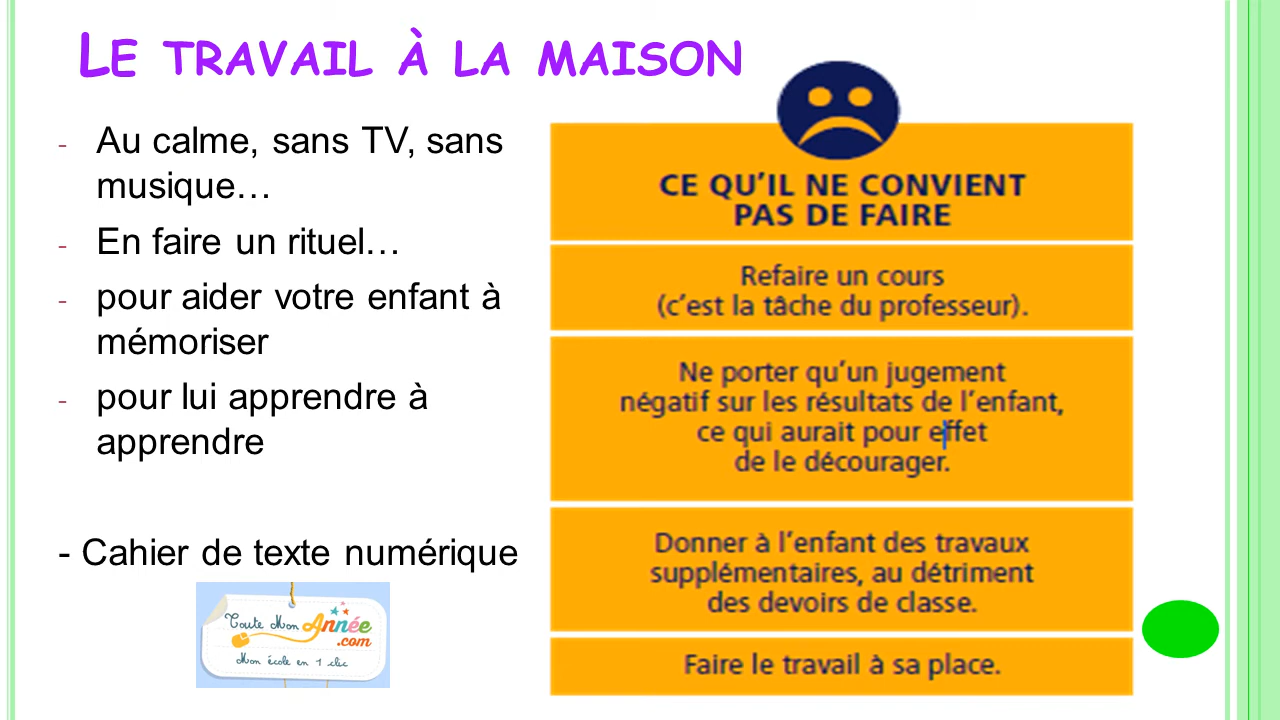 LE TRAVAIL À LA MAISON
- Au calme, sans TV, sans
musique…
- En faire un rituel…
- pour aider votre enfant à
mémoriser
- pour lui apprendre à
apprendre
- Cahier de texte numérique
Toute Mon Année
.com
Mon école en 1 clic
CE QU’IL NE CONVIENT
PAS DE FAIRE
Refaire un cours
(c’est la tâche du professeur).
Ne porter qu’un jugement
négatif sur les résultats de l’enfant,
ce qui aurait pour effet
de le décourager.
Donner à l’enfant des travaux
supplémentaires, au détriment
des devoirs de classe.
Faire le travail à sa place.